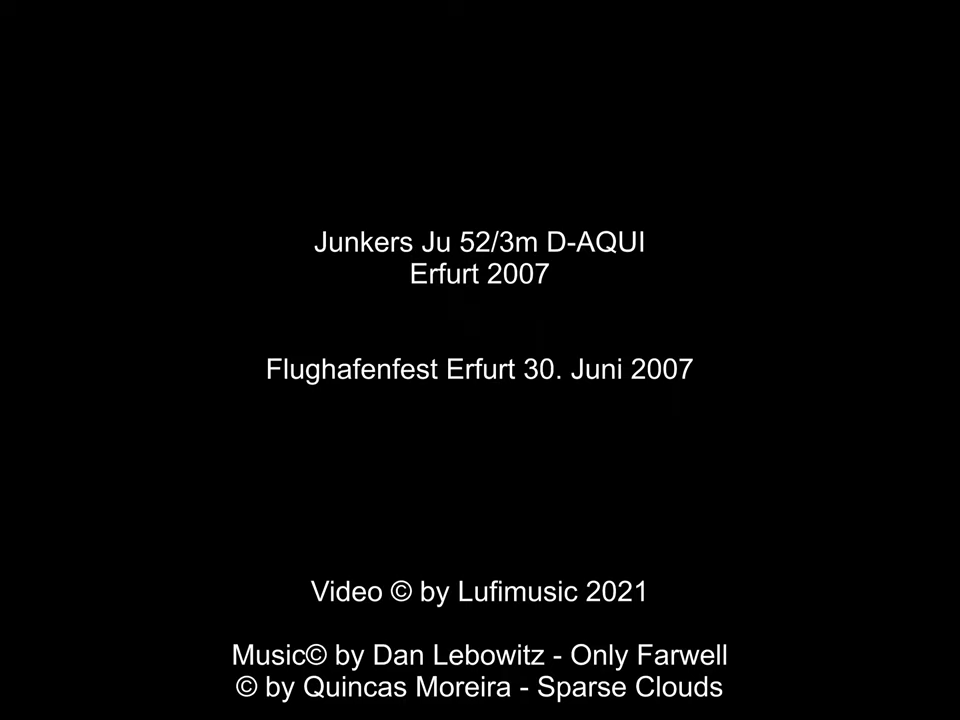 Junkers Ju 52/3m D-AQUI
Erfurt 2007
Flughafenfest Erfurt 30. Juni 2007
Video © by Lufimusic 2021
Music© by Dan Lebowitz - Only Farwell
© by Quincas Moreira - Sparse Clouds